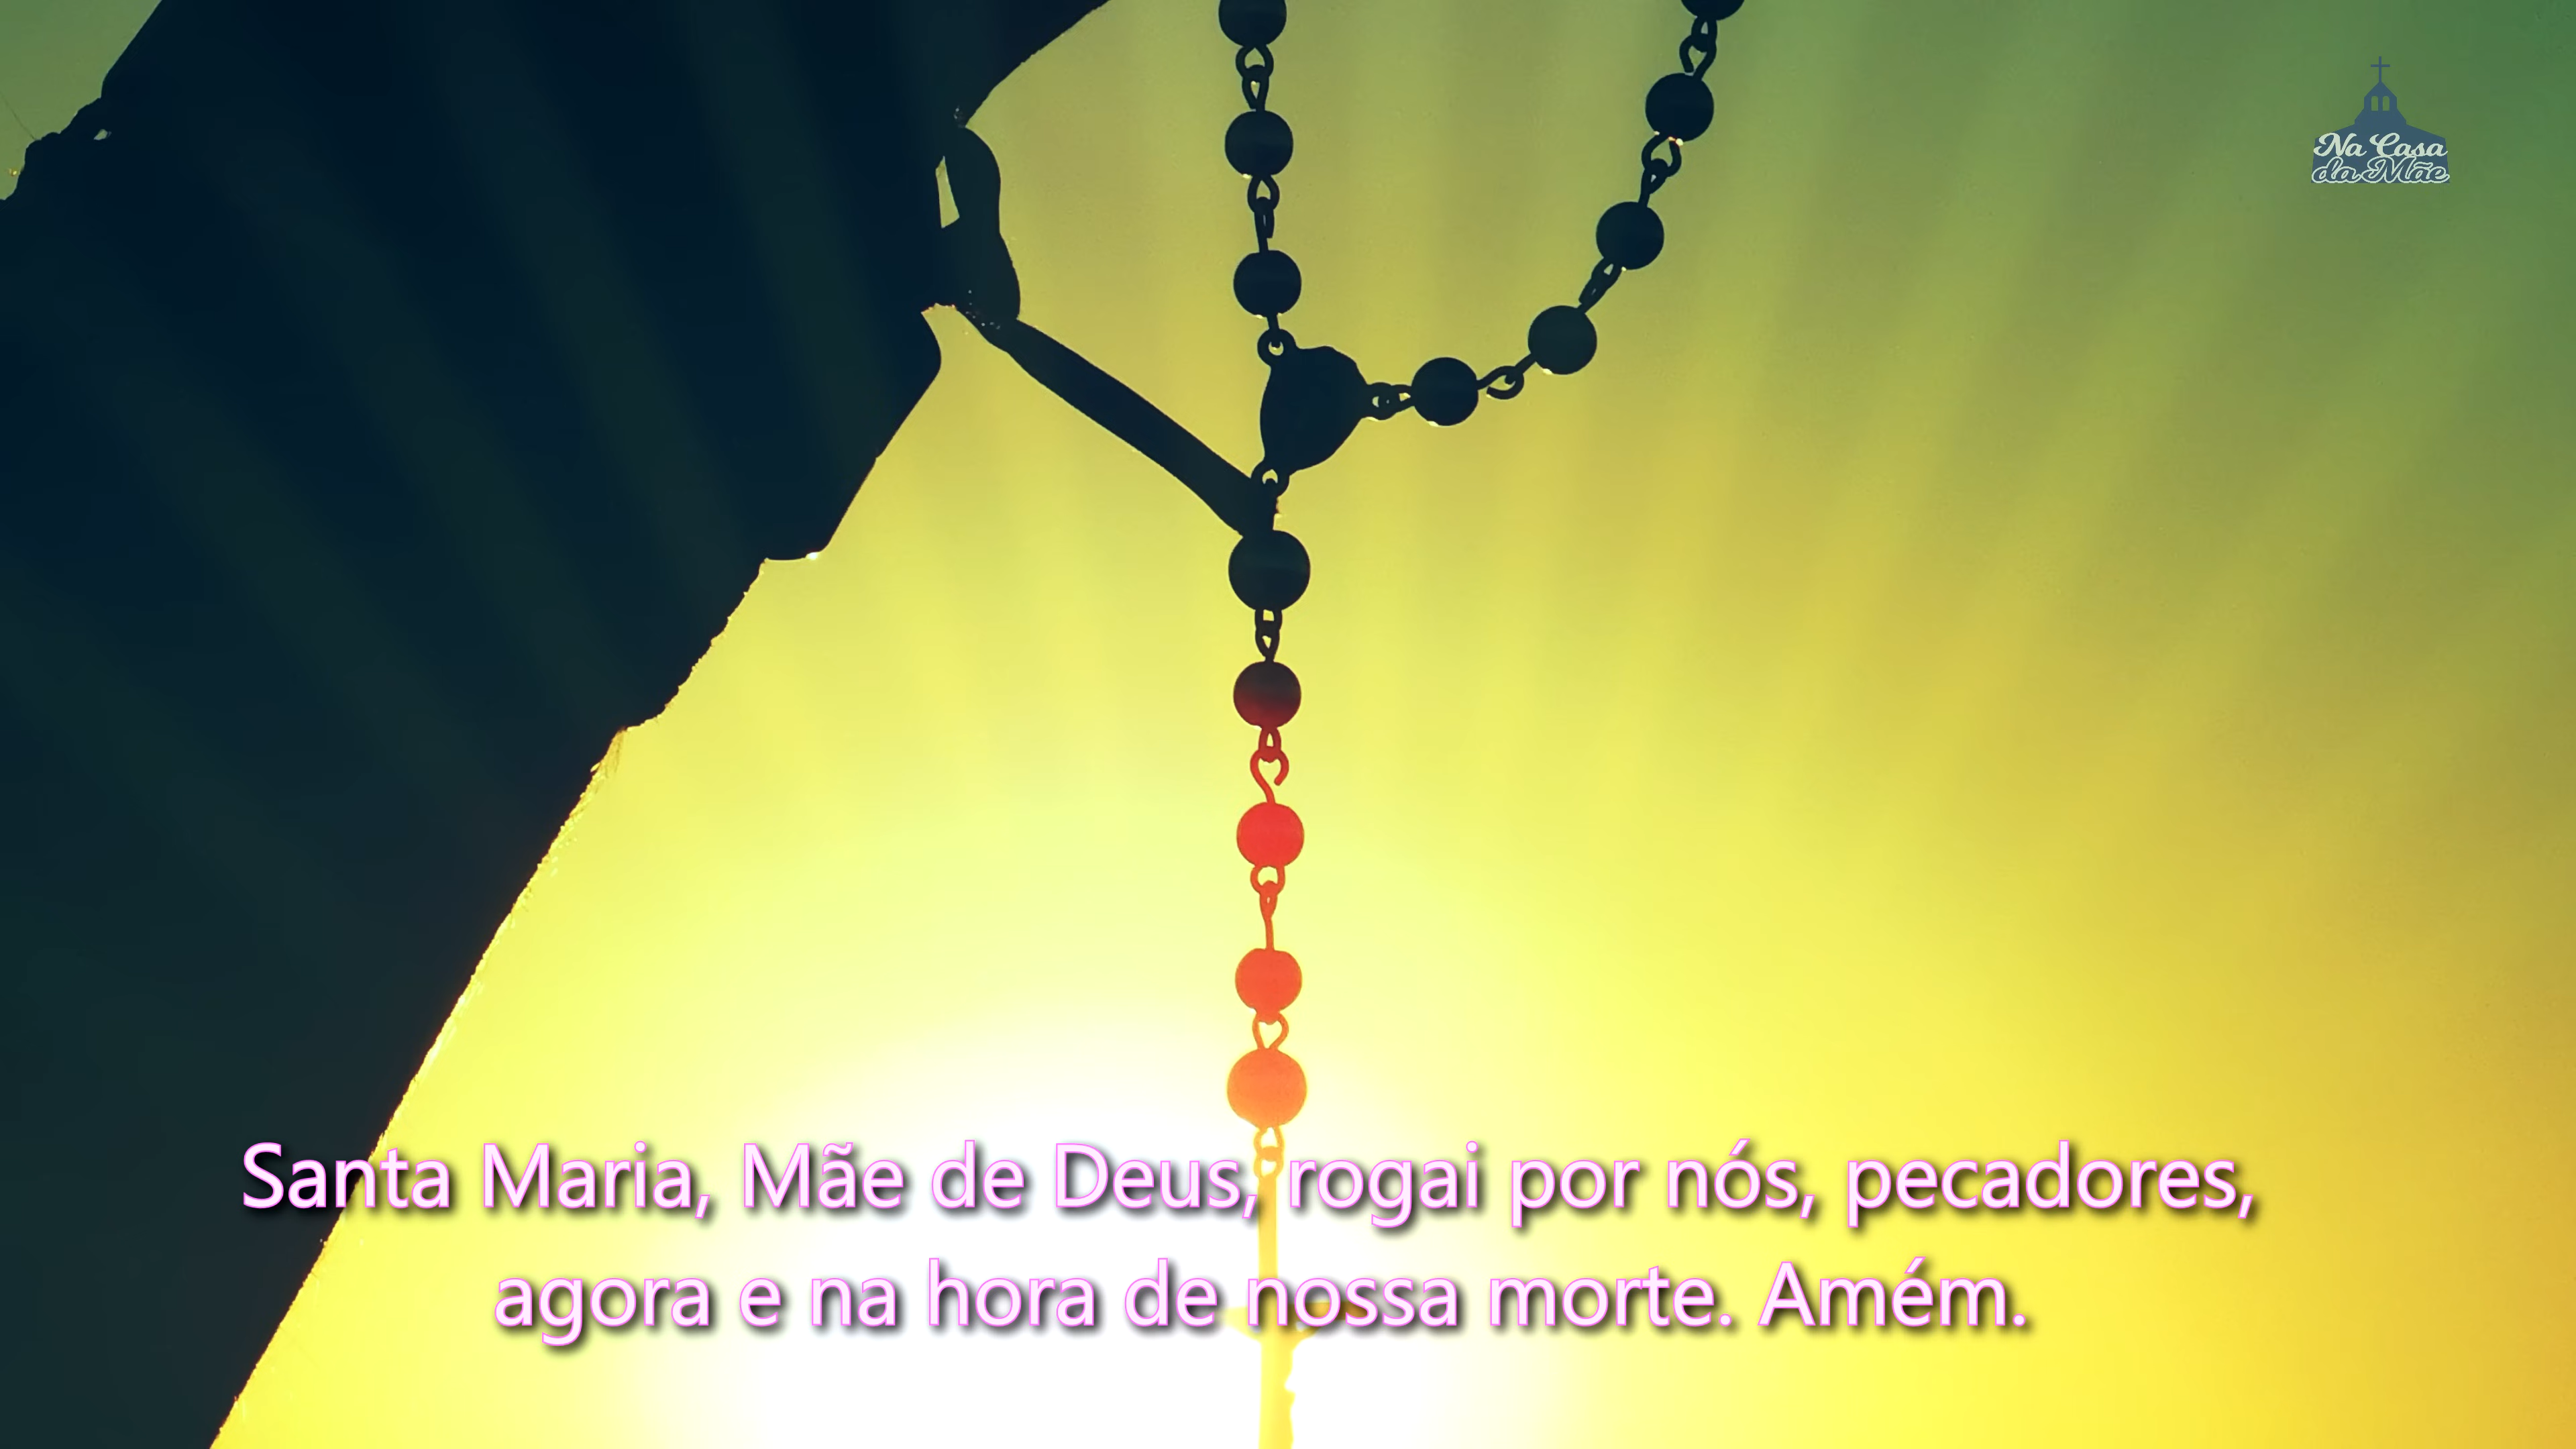 Na Casa
da Mãe
Santa Maria, Mãe de Deus, rogai por nós, pecadores,
agora e na hora de nossa morte. Amém.